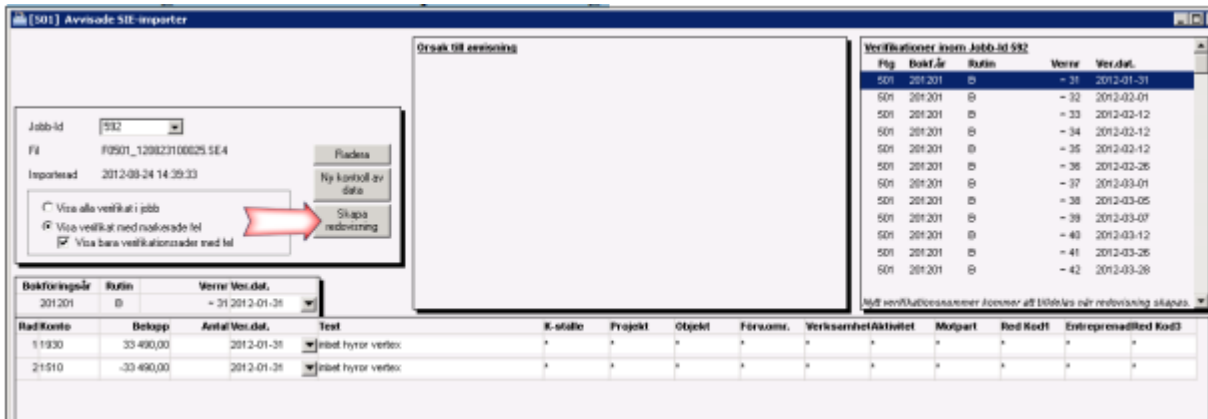 [501] Avvisade SIE-importer
Jobb-Id 592
Fil F0501_120823100025.SE4
Importerad 2012-08-24 14:39:33
Visa alla verifikat i jobb
Visa verifikat med markerade fel
Visa bara verifikationsrader med fel
Radera
Ny kontroll av
data
Skapa
redovisning
Orsak till avvisning
Verifikationer inom Jobb-Id 592
Ftg Bokf.år Rutin Vernr Ver.dat.
501 201201 B - 31 2012-01-31
501 201201 B - 32 2012-02-01
501 201201 B - 33 2012-02-12
501 201201 B - 34 2012-02-12
501 201201 B - 35 2012-02-12
501 201201 B - 36 2012-02-26
501 201201 B - 37 2012-03-01
501 201201 B - 38 2012-03-05
501 201201 B - 39 2012-03-07
501 201201 B - 40 2012-03-12
501 201201 B - 41 2012-03-26
501 201201 B - 42 2012-03-28
Nytt verifikationsnummer kommer att tilldelas när redovisning skapas.
Bokföringsår Rutin Vernr Ver.dat.
201201 B - 31 2012-01-31
Rad Konto Belopp Antal Ver.dat. Text K-ställe Projekt Objekt Förv.omr. Verksamhet Aktivitet Motpart Red Kod1 Entreprenad Red Kod3
1 1930 33 490,00 2012-01-31 inbet hyror vertex * * * * * * * * * *
2 1510 -33 490,00 2012-01-31 inbet hyror vertex * * * * * * * * * *